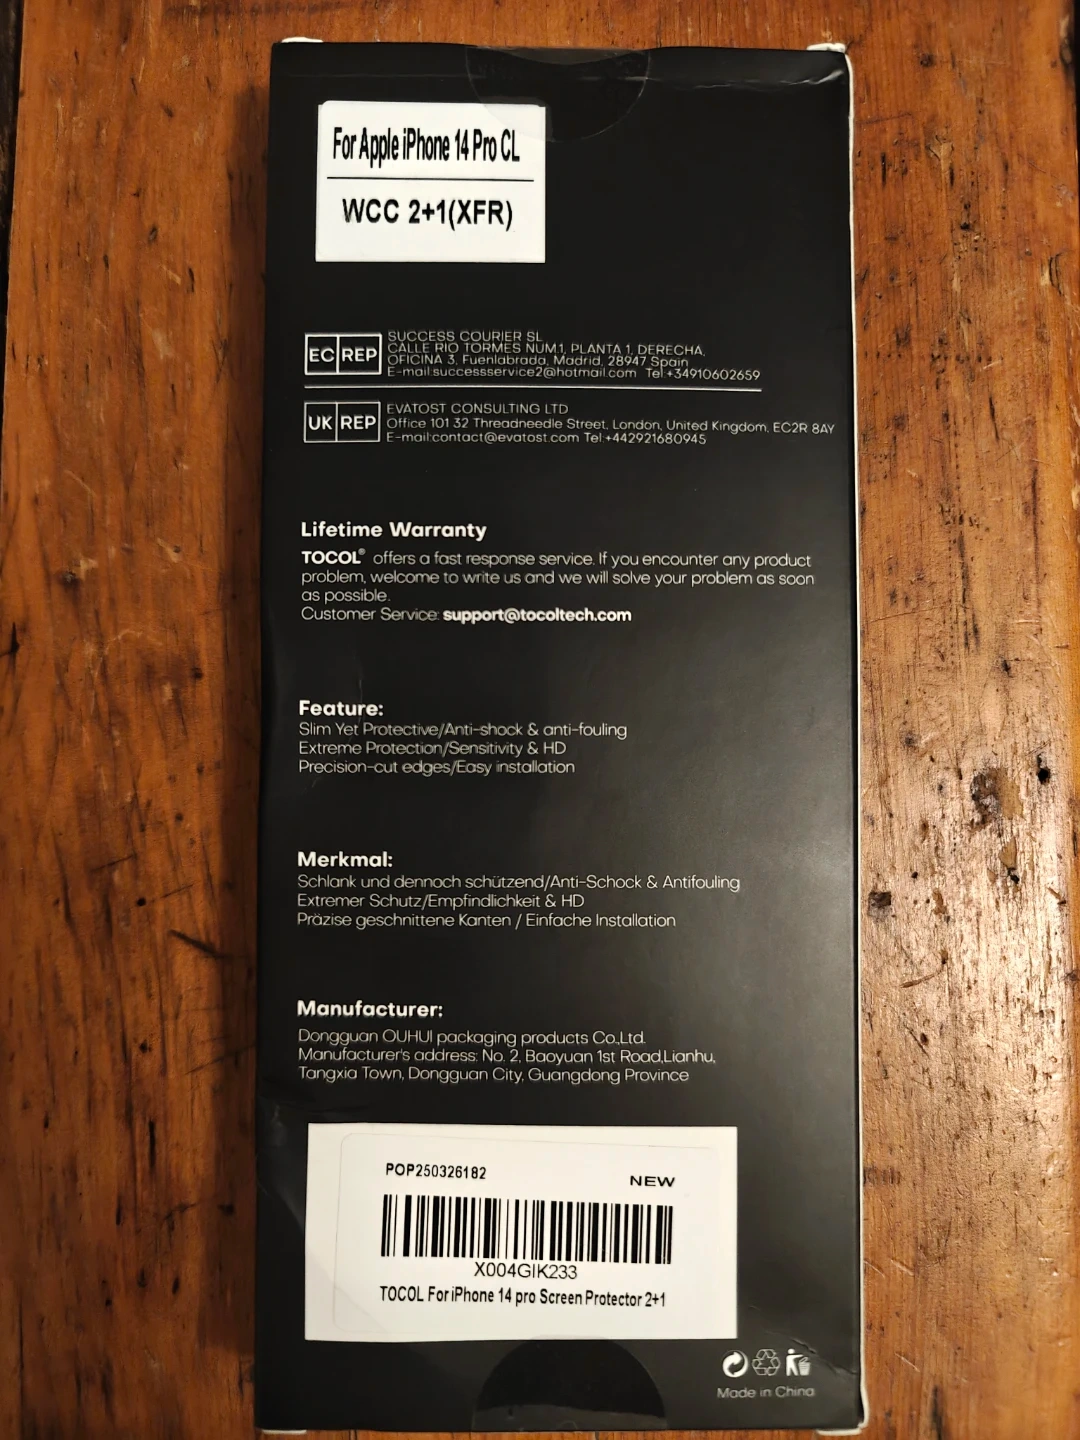 For Apple iPhone 14 Pro CL
WCC 2+1(XFR)
EC REP
SUCCESS COURIER SL
CALLE RIO TORMES NUM.1, PLANTA 1, DERECHA,
OFICINA 3, Fuenlabrada, Madrid, 28947 Spain
E-mail:successservice2@hotmail.com Tel:+34910602659
UK REP
EVATOST CONSULTING LTD
Office 101 32 Threadneedle Street, London, United Kingdom, EC2R 8AY
E-mail:contact@evatost.com Tel:+442921680945
Lifetime Warranty
TOCOL® offers a fast response service. If you encounter any product
problem, welcome to write us and we will solve your problem as soon
as possible.
Customer Service: support@tocoltech.com
Feature:
Slim Yet Protective/Anti-shock & anti-fouling
Extreme Protection/Sensitivity & HD
Precision-cut edges/Easy installation
Merkmal:
Schlank und dennoch schützend/Anti-Schock & Antifouling
Extremer Schutz/Empfindlichkeit & HD
Präzise geschnittene Kanten / Einfache Installation
Manufacturer:
Dongguan OUHUI packaging products Co.,Ltd.
Manufacturer's address: No. 2, Baoyuan 1st Road,Lianhu,
Tangxia Town, Dongguan City, Guangdong Province
POP250326182
NEW
X004GIK233
TOCOL For iPhone 14 pro Screen Protector 2+1
Made in China